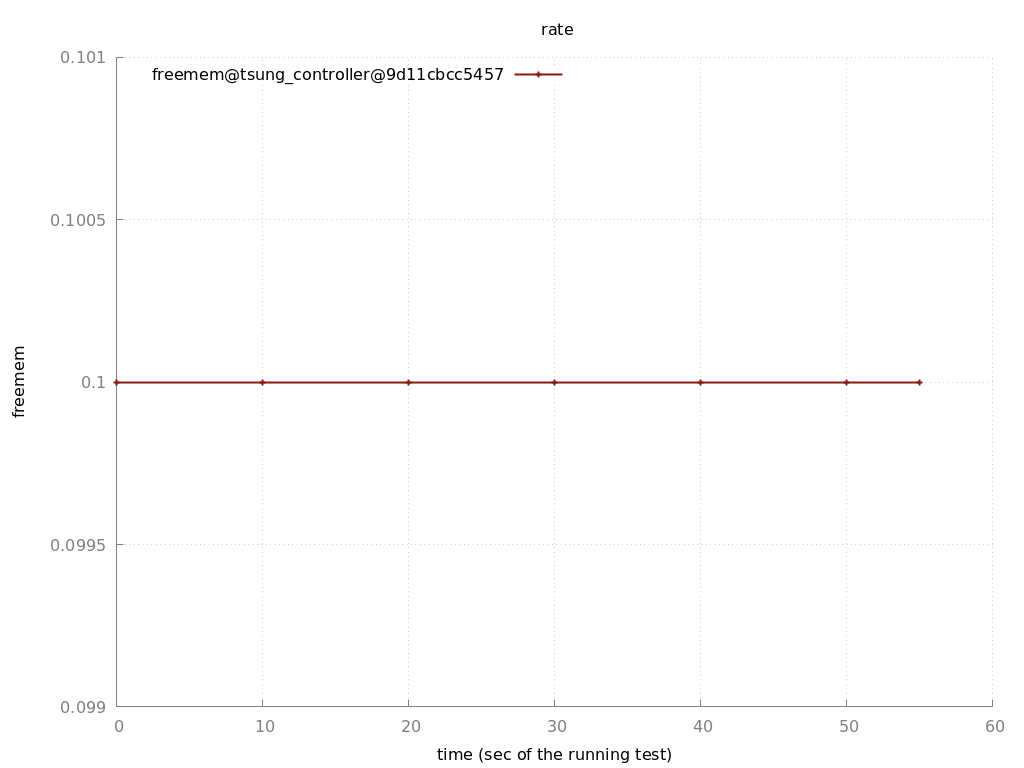 rate
0.101
freemem@tsung_controller@9d11cbcc5457
0.1005
freemem
0.1
0.0995
0.099
0 10 20 30 40 50 60
time (sec of the running test)